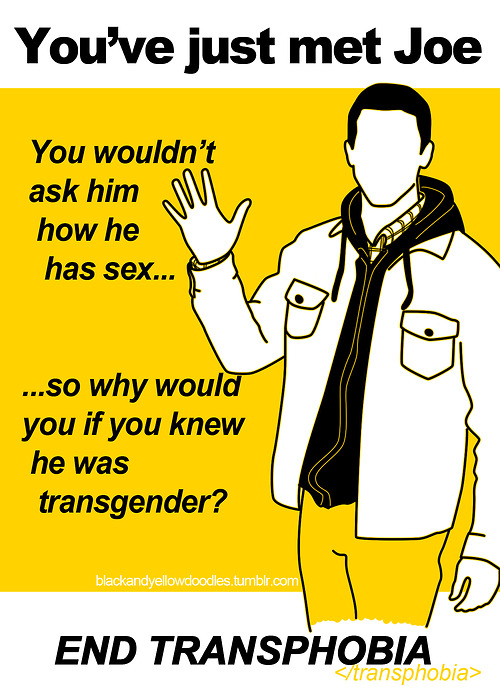 You've just met Joe
You wouldn't
ask him
how he
has sex...
...so why would
you if you knew
he was
transgender?
blackandyellowdoodles.tumblr.com
END TRANSPHOBIA
</transphobia>